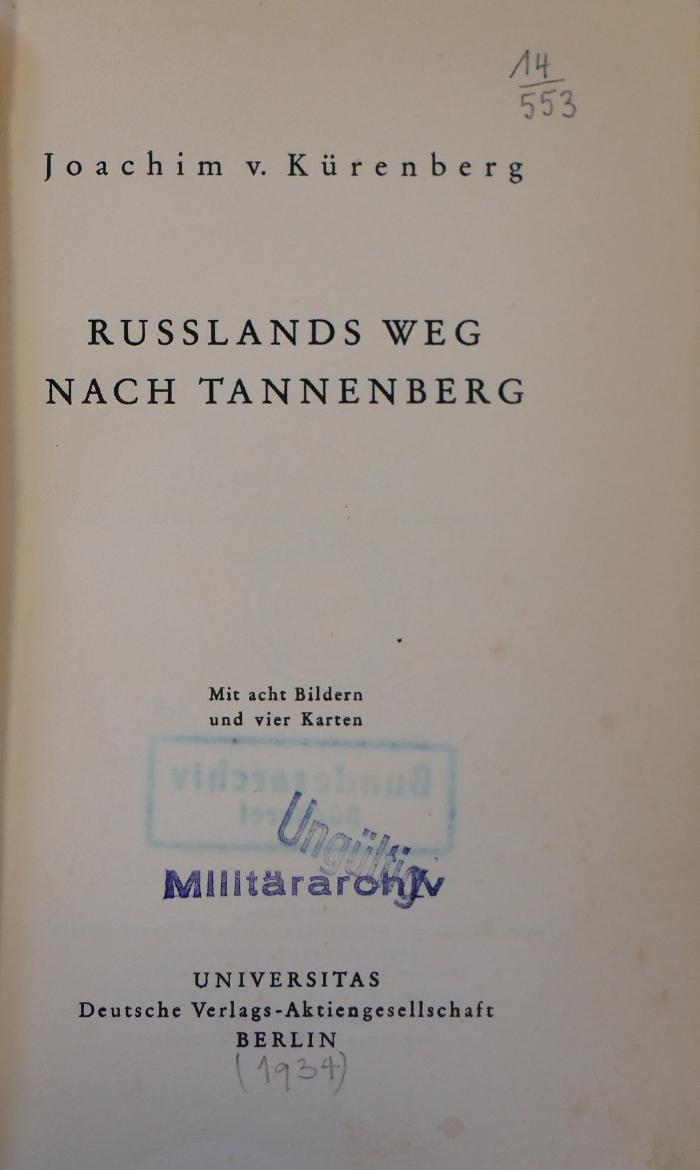 14
553
Joachim v. Kürenberg
RUSSLANDS WEG
NACH TANNENBERG
Mit acht Bildern
und vier Karten
Bundesarchiv
Ungültig
Militärarchiv
UNIVERSITAS
Deutsche Verlags-Aktiengesellschaft
BERLIN
(1934)